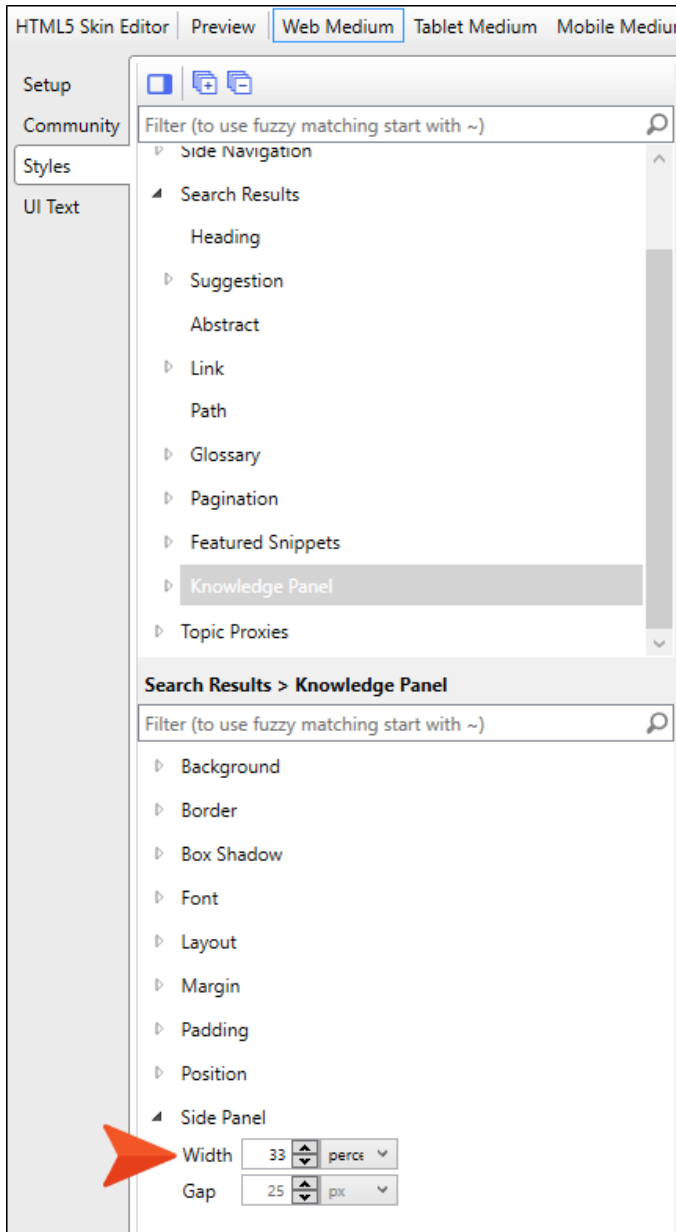 HTML5 Skin Editor Preview Web Medium Tablet Medium Mobile Mediu
Setup
Community
Styles
UI Text
Filter (to use fuzzy matching start with ~)
Side Navigation
Search Results
Heading
Suggestion
Abstract
Link
Path
Glossary
Pagination
Featured Snippets
Knowledge Panel
Topic Proxies
Search Results > Knowledge Panel
Filter (to use fuzzy matching start with ~)
Background
Border
Box Shadow
Font
Layout
Margin
Padding
Position
Side Panel
Width 33 perce
Gap 25 px